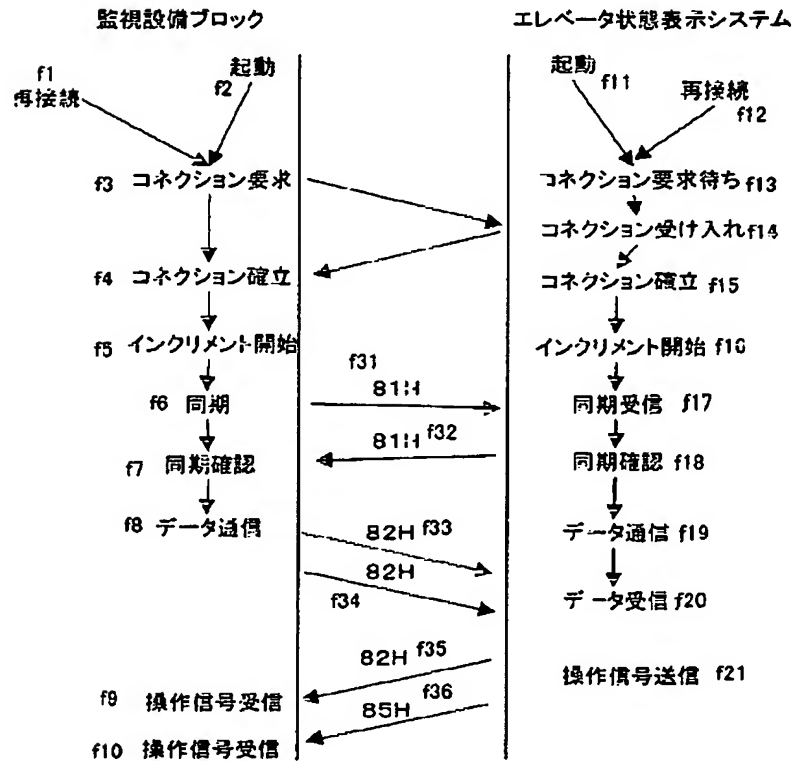 監視設備ブロック
エレベータ状態表示システム
f1
再接続
起動
f2
起動
f11
再接続
f12
f3 コネクション要求
コネクション要求待ち f13
コネクション受け入れ f14
f4 コネクション確立
コネクション確立 f15
f5 インクリメント開始
インクリメント開始 f16
f31
f6 同期
81H
同期受信 f17
81H f32
f7 同期確認
同期確認 f18
f8 データ通信
82H f33
データ通信 f19
82H
f34
データ受信 f20
82H f35
操作信号送信 f21
f9 操作信号受信
f36
85H
f10 操作信号受信